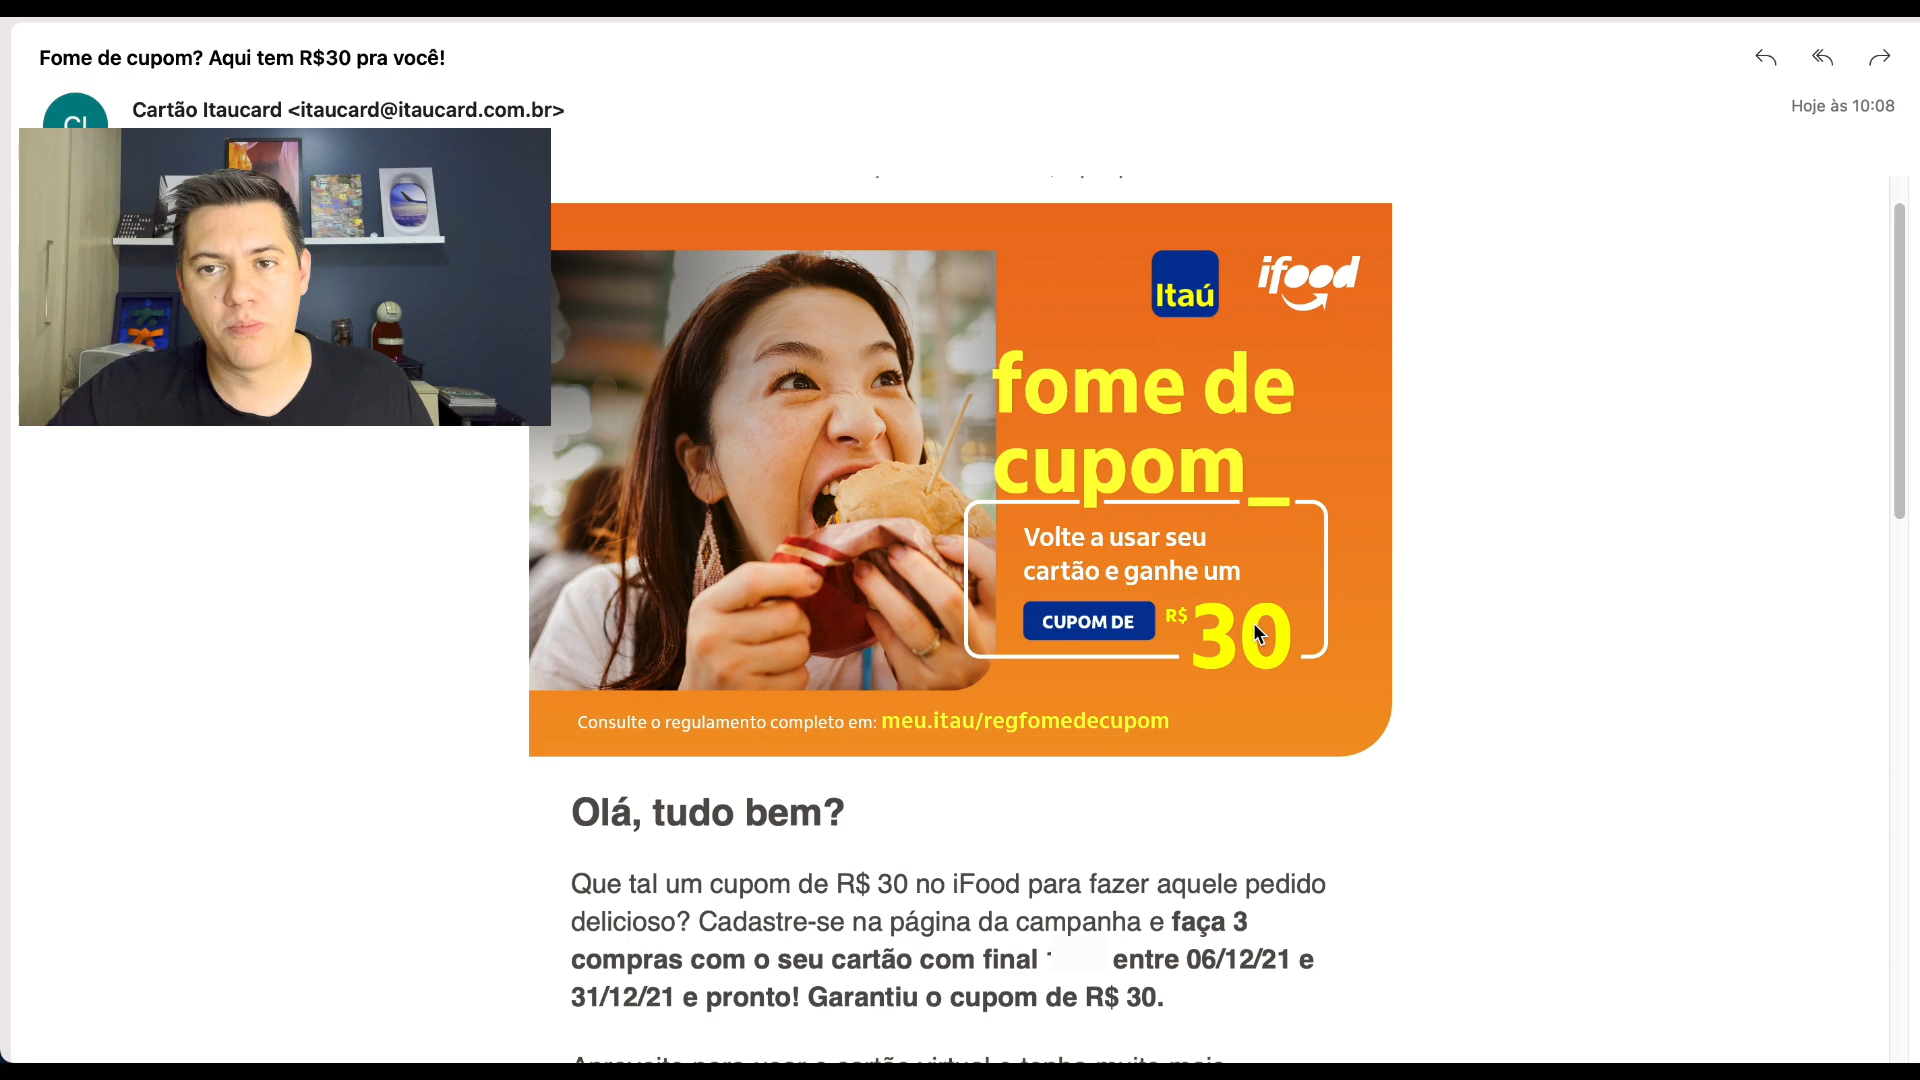 Fome de cupom? Aqui tem R$30 pra você!
Cartão Itaucard <itaucard@itaucard.com.br>
Hoje às 10:08
Itaú
ifood
fome de
cupom_
Volte a usar seu
cartão e ganhe um
CUPOM DE R$ 30
Consulte o regulamento completo em: meu.itau/regfomedecupom
Olá, tudo bem?
Que tal um cupom de R$ 30 no iFood para fazer aquele pedido
delicioso? Cadastre-se na página da campanha e faça 3
compras com o seu cartão com final entre 06/12/21 e
31/12/21 e pronto! Garantiu o cupom de R$ 30.